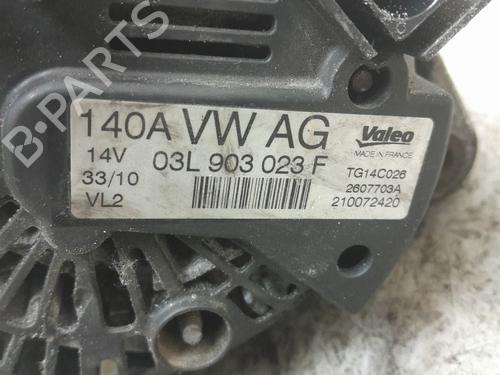 140A VW AG
14V 03L 903 023 F
33/10
VL2
Valeo
MADE IN FRANCE
TG14C026
2607703A
210072420
B-PARTS